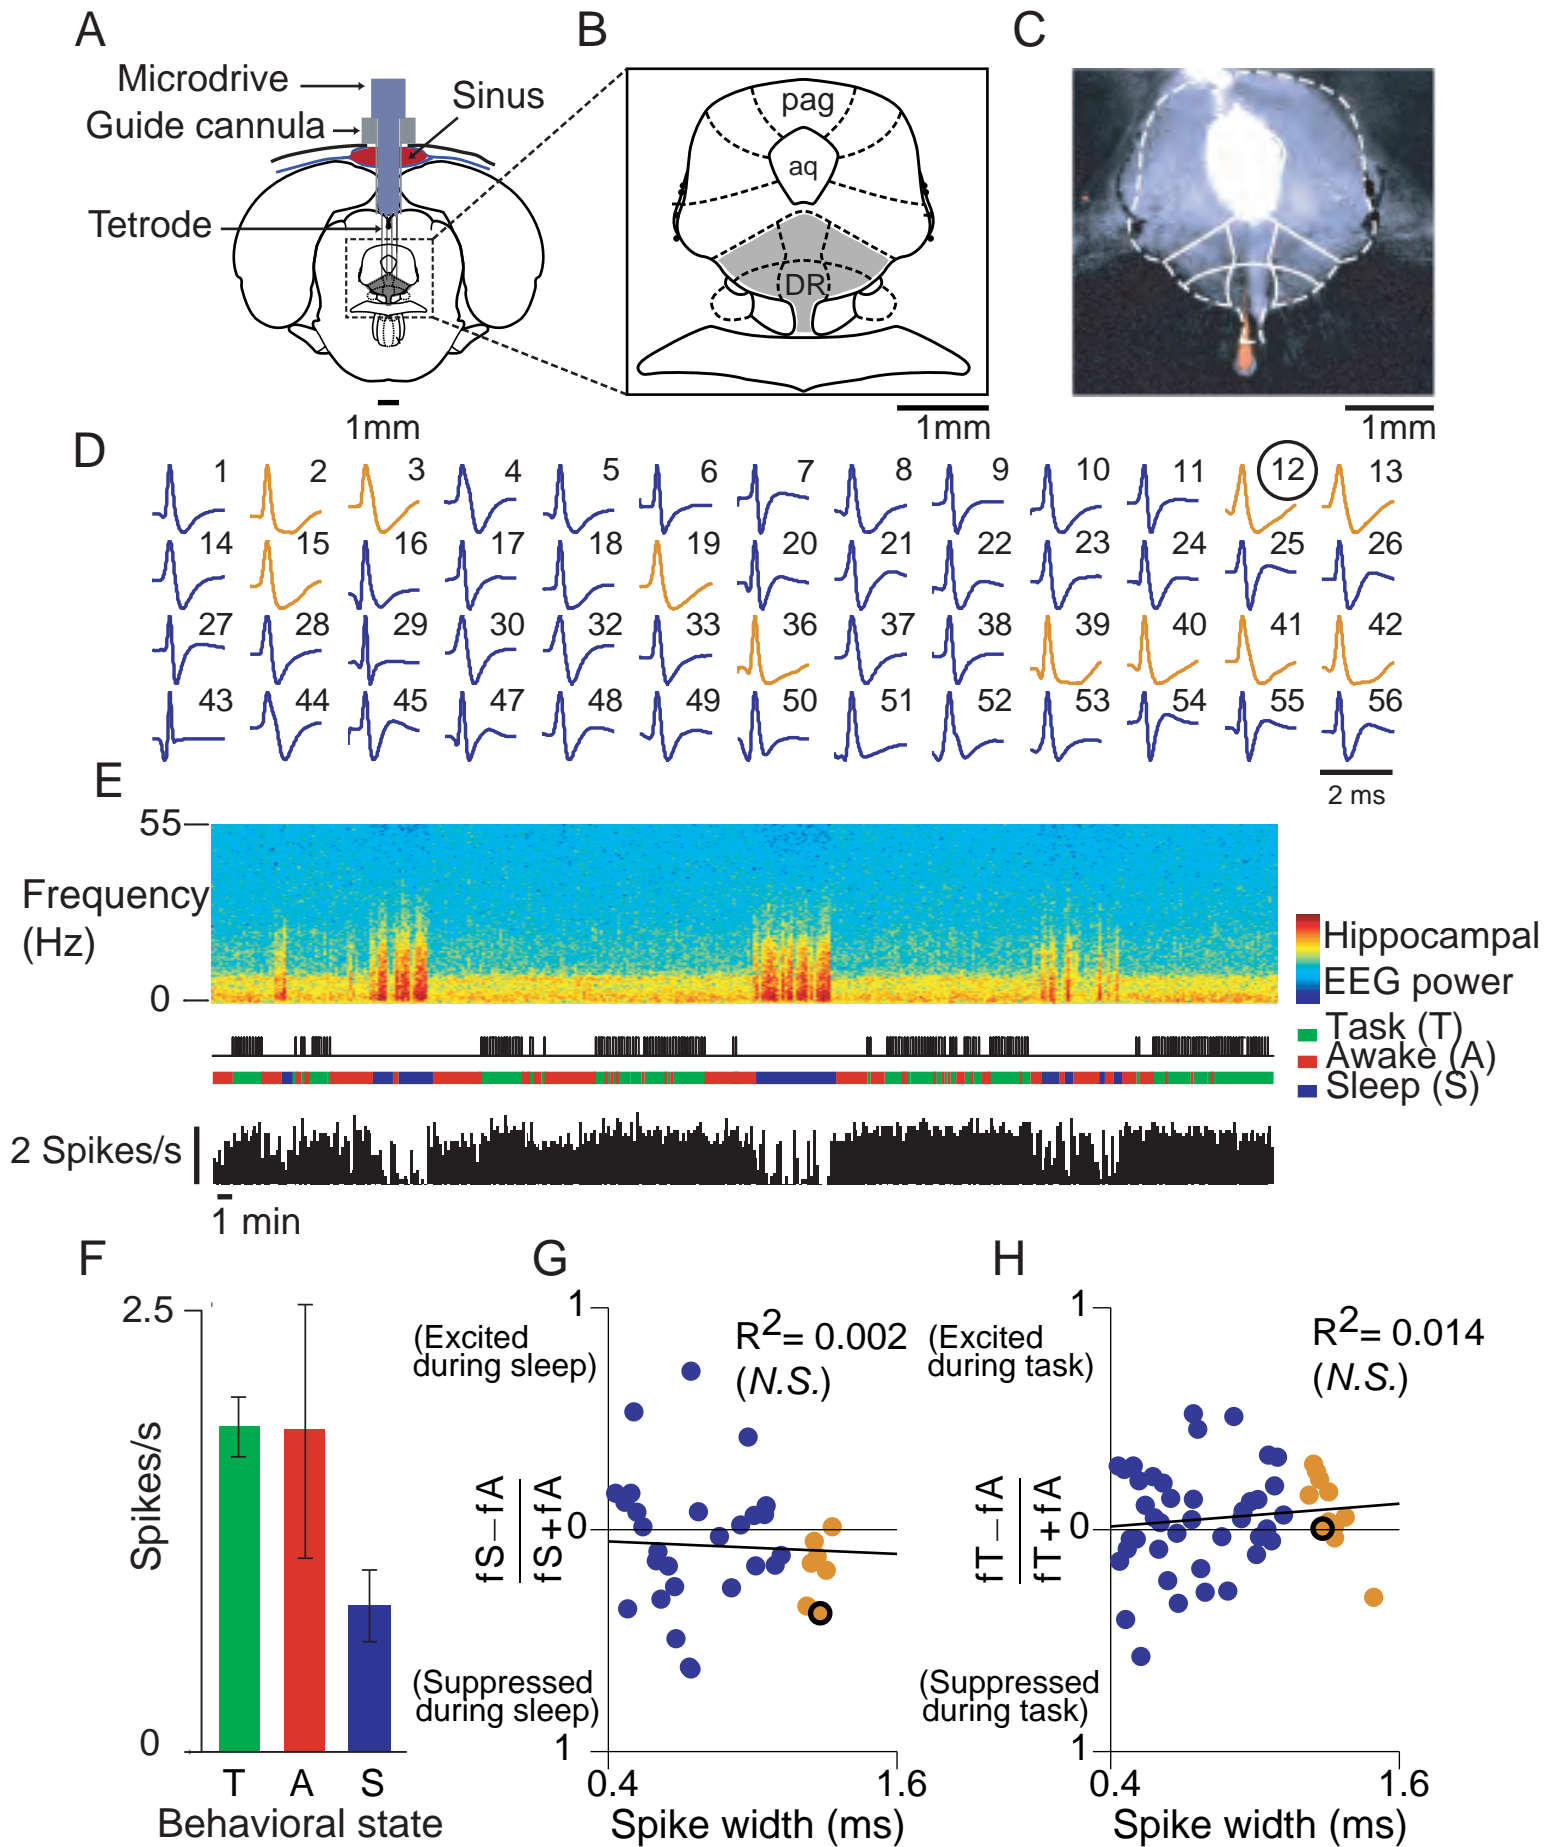 A
B
C
Microdrive
Guide cannula
Sinus
Tetrode
1mm
pag
aq
DR
1mm
1mm
D
1 2 3 4 5 6 7 8 9 10 11 12 13
14 15 16 17 18 19 20 21 22 23 24 25 26
27 28 29 30 32 33 36 37 38 39 40 41 42
43 44 45 47 48 49 50 51 52 53 54 55 56
2 ms
E
55
Frequency
(Hz)
0
Hippocampal
EEG power
Task (T)
Awake (A)
Sleep (S)
2 Spikes/s
1 min
F
2.5
Spikes/s
0
T A S
Behavioral state
G
1
(Excited
during sleep)
R2= 0.002
(N.S.)
fS–fA
fS+fA
0
(Suppressed
during sleep)
1
0.4 1.6
Spike width (ms)
H
1
(Excited
during task)
R2= 0.014
(N.S.)
fT–fA
fT+fA
0
(Suppressed
during task)
1
0.4 1.6
Spike width (ms)